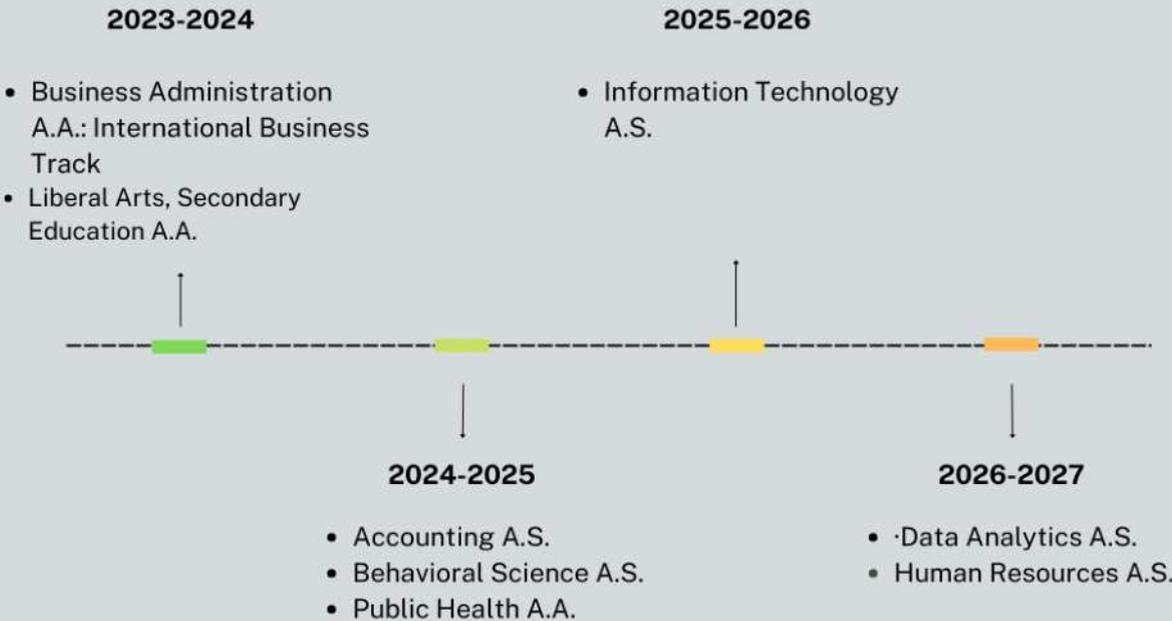 2023-2024
• Business Administration
A.A.: International Business
Track
• Liberal Arts, Secondary
Education A.A.
2025-2026
• Information Technology
A.S.
2024-2025
• Accounting A.S.
• Behavioral Science A.S.
• Public Health A.A.
2026-2027
• ·Data Analytics A.S.
• Human Resources A.S.